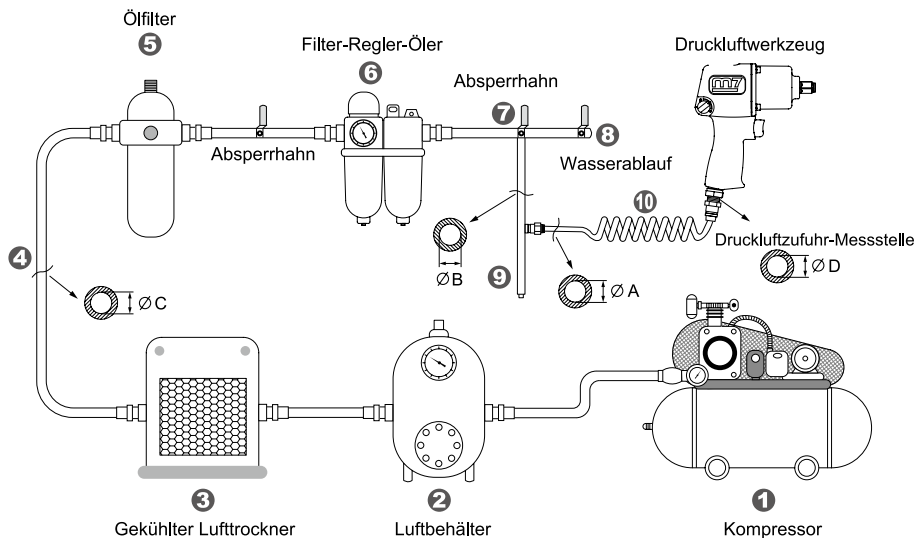 Ölfilter
5
Filter-Regler-Öler
6
Druckluftwerkzeug
Absperrhahn
7
m7
8
Absperrhahn
Wasserablauf
10
Druckluftzufuhr-Messstelle
4
∅B
9
∅A
∅D
∅C
3
2
1
Gekühlter Lufttrockner
Luftbehälter
Kompressor